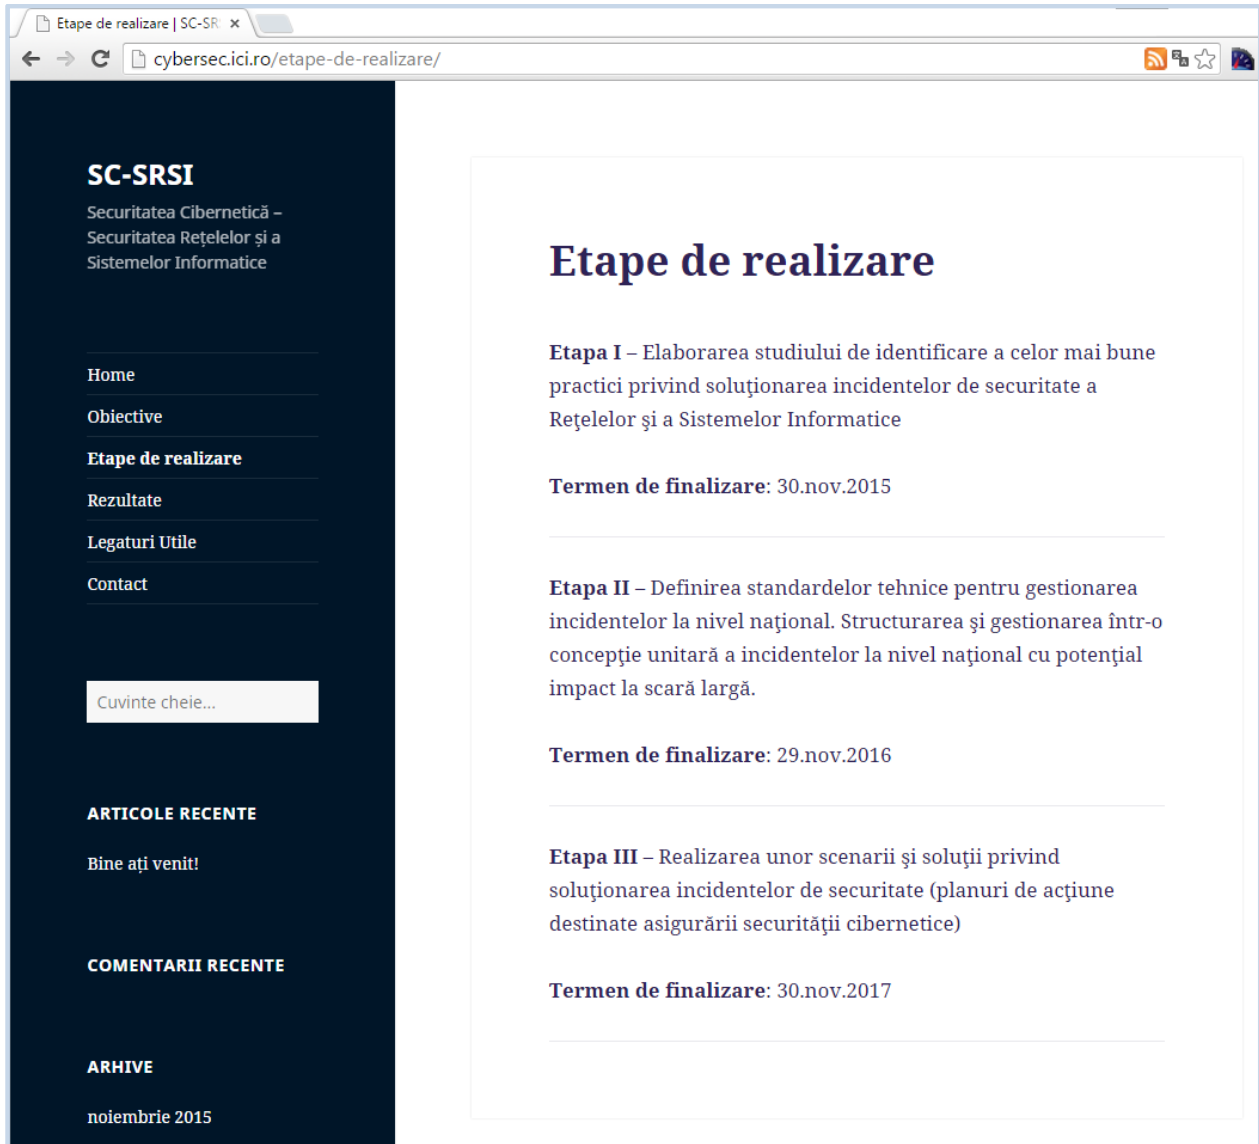 Etape de realizare | SC-SR
cybersec.ici.ro/etape-de-realizare/
SC-SRSI
Securitatea Cibernetică –
Securitatea Rețelelor și a
Sistemelor Informatice
Home
Obiective
Etape de realizare
Rezultate
Legaturi Utile
Contact
Cuvinte cheie...
ARTICOLE RECENTE
Bine ați venit!
COMENTARII RECENTE
ARHIVE
noiembrie 2015
Etape de realizare
Etapa I – Elaborarea studiului de identificare a celor mai bune
practici privind soluţionarea incidentelor de securitate a
Reţelelor şi a Sistemelor Informatice
Termen de finalizare: 30.nov.2015
Etapa II – Definirea standardelor tehnice pentru gestionarea
incidentelor la nivel naţional. Structurarea şi gestionarea într-o
concepţie unitară a incidentelor la nivel naţional cu potenţial
impact la scară largă.
Termen de finalizare: 29.nov.2016
Etapa III – Realizarea unor scenarii şi soluţii privind
soluţionarea incidentelor de securitate (planuri de acţiune
destinate asigurării securităţii cibernetice)
Termen de finalizare: 30.nov.2017